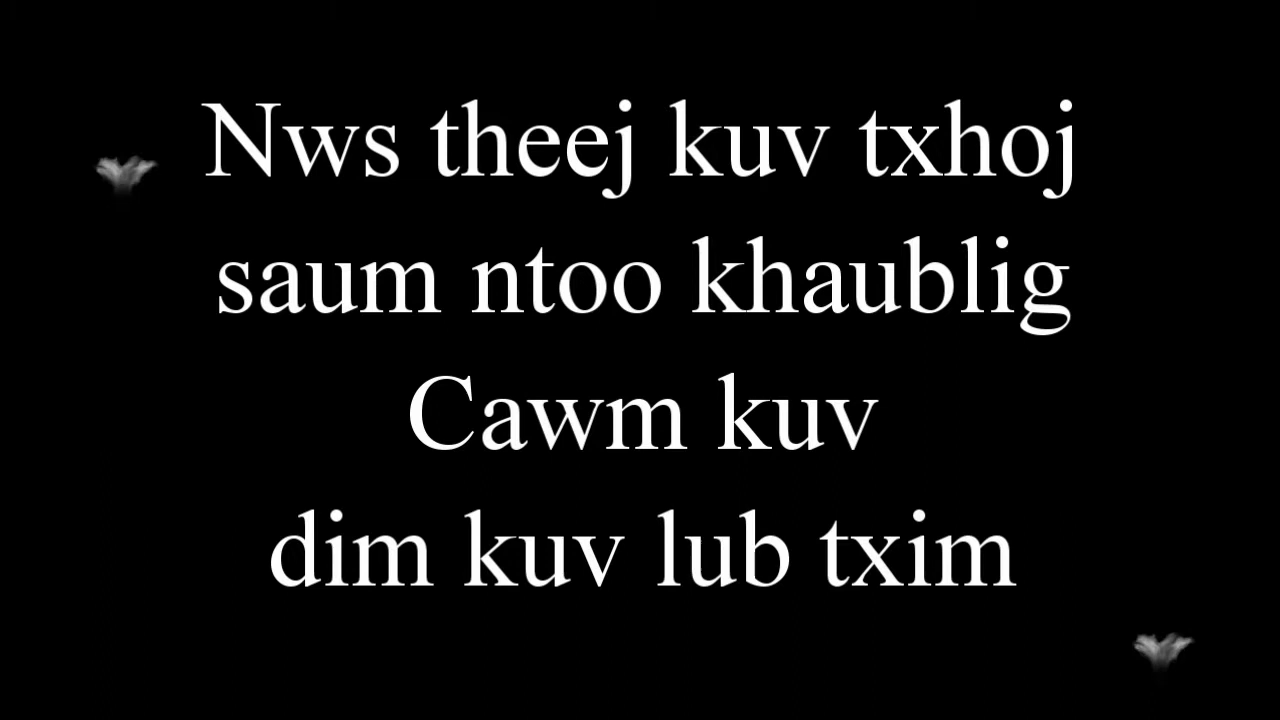 Nws theej kuv txhoj
saum ntoo khaublig
Cawm kuv
dim kuv lub txim